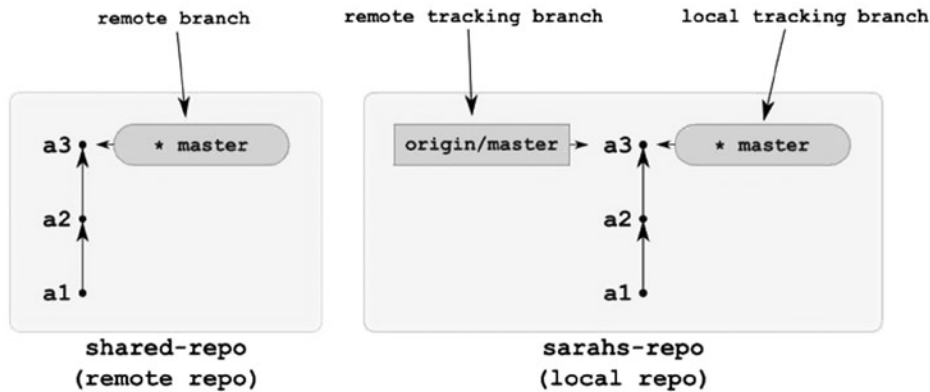 remote branch
remote tracking branch
local tracking branch
a3
* master
origin/master
a3
* master
a2
a2
a1
a1
shared-repo
(remote repo)
sarahs-repo
(local repo)